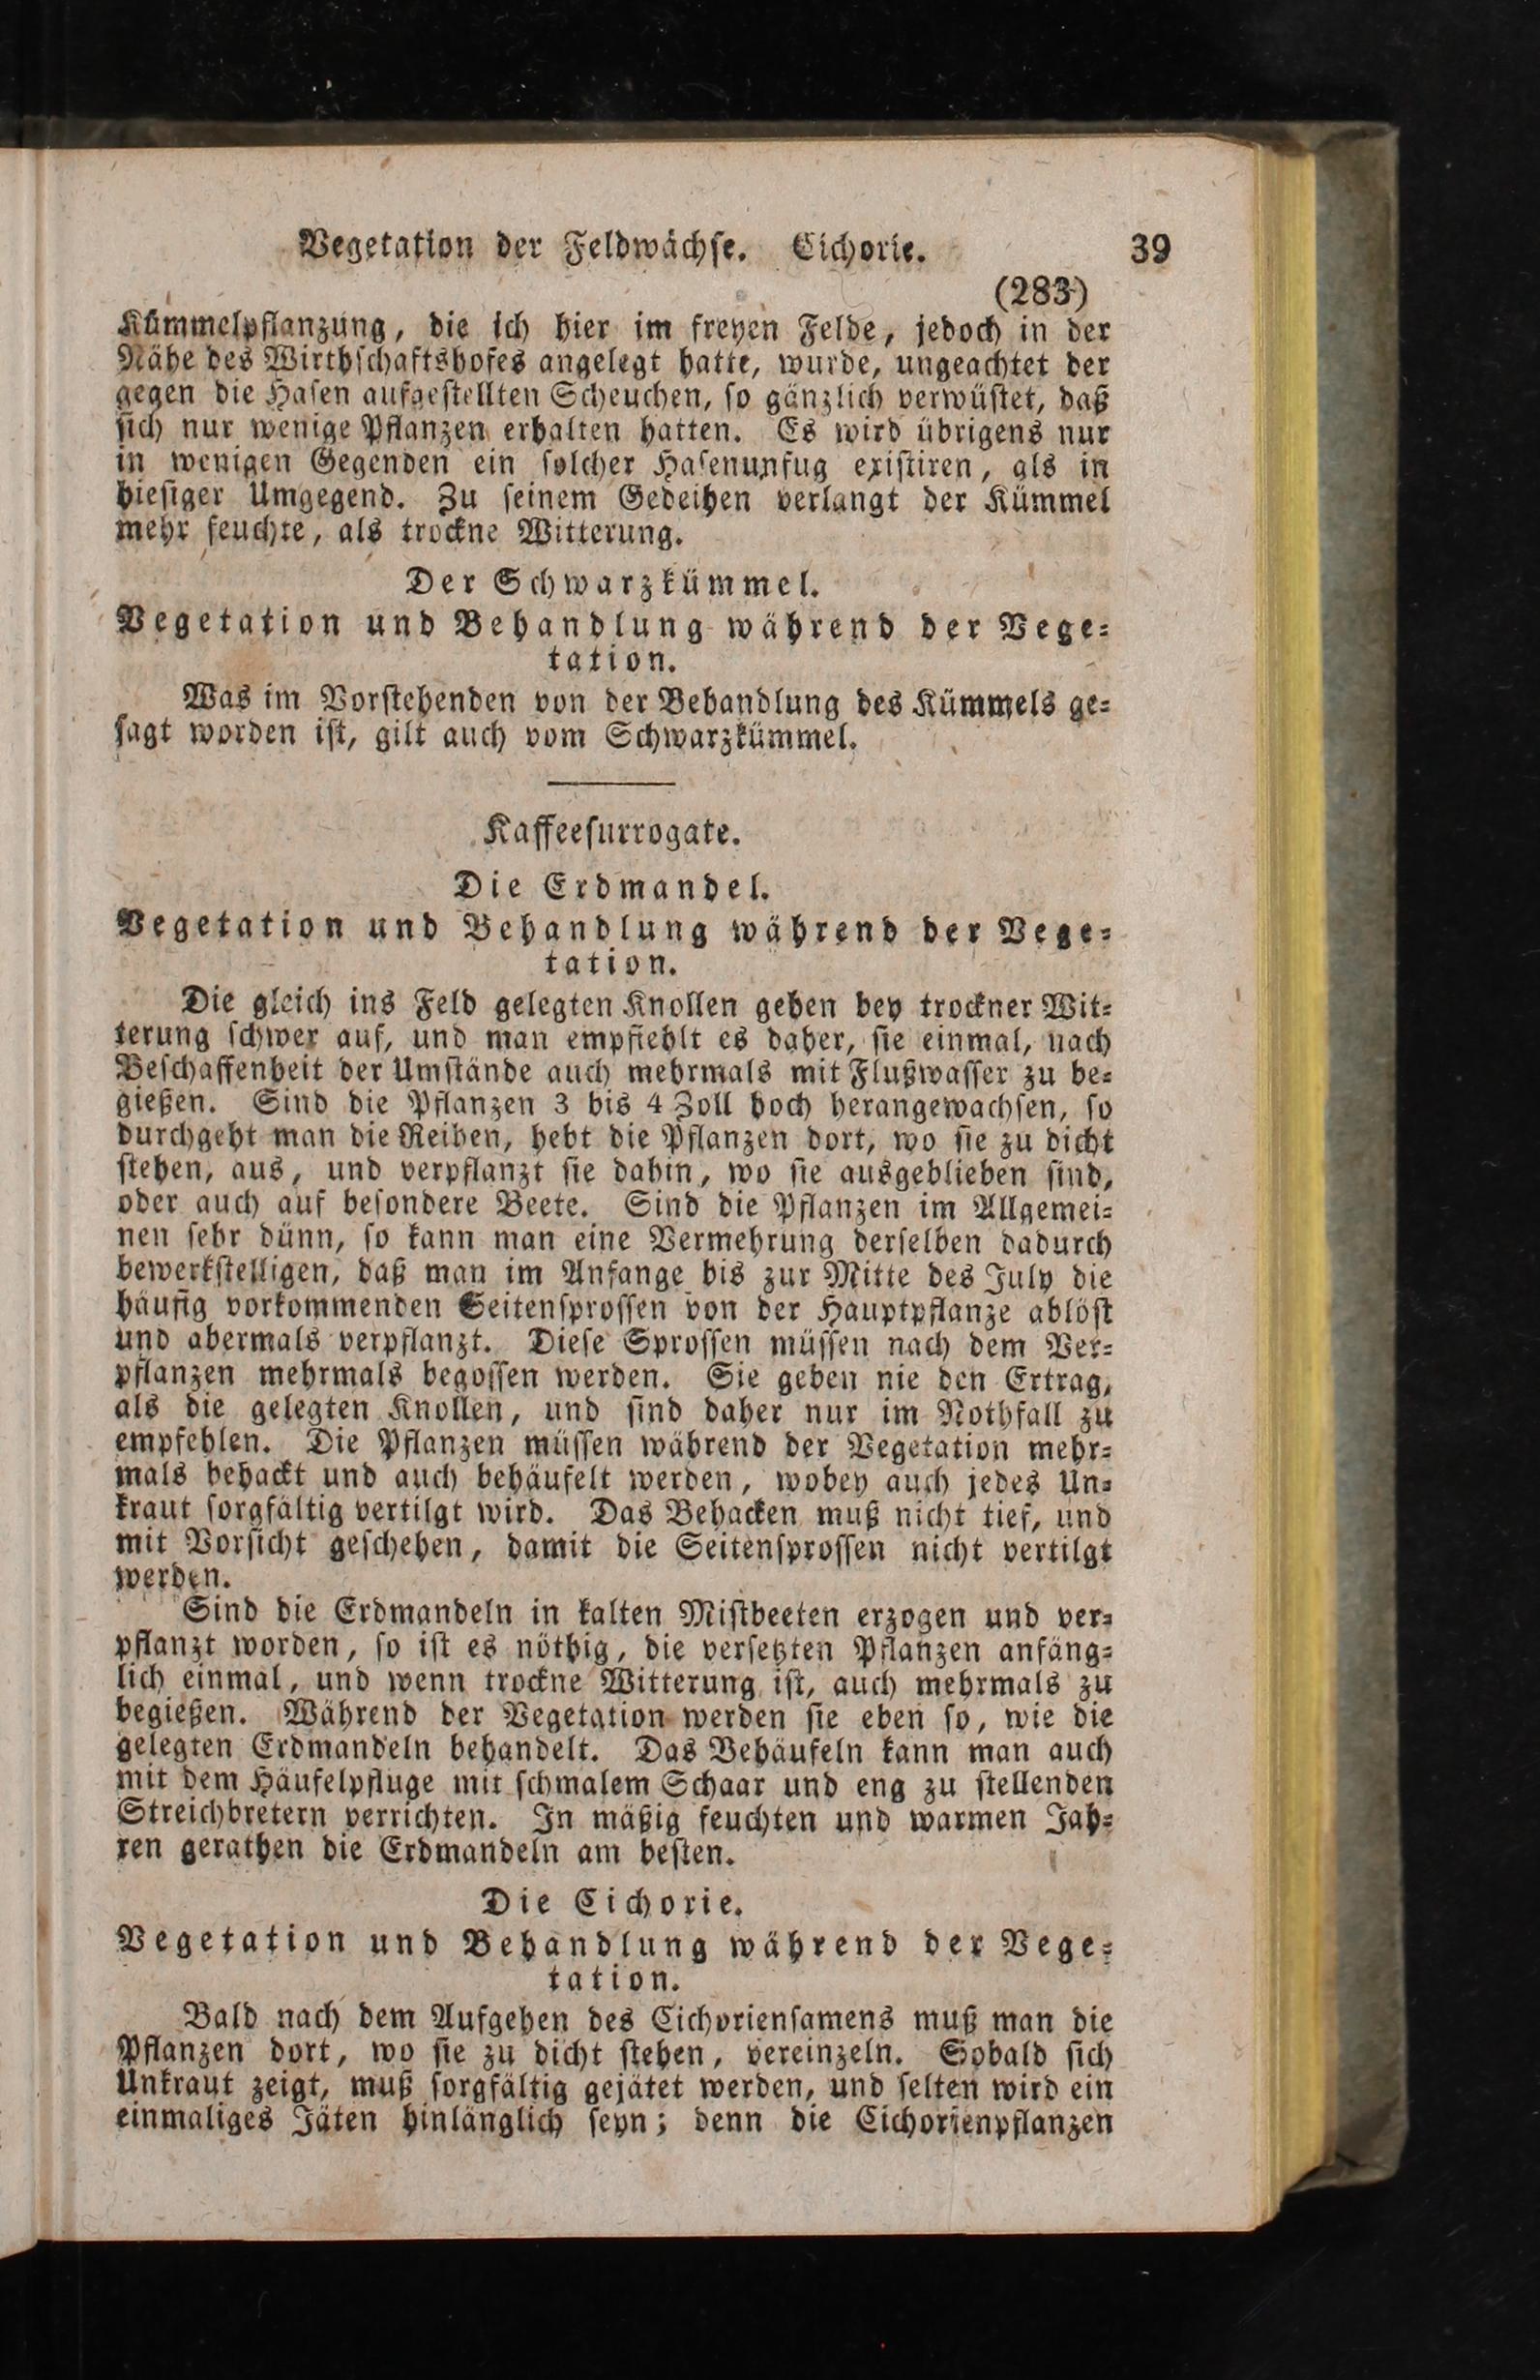 Vegetation der Feldwächse. Cichorie. 39
(283)
Kümmelpflanzung, die ich hier im freyen Felde, jedoch in der
Nähe des Wirthschaftshofes angelegt hatte, wurde, ungeachtet der
gegen die Hasen aufgestellten Scheuchen, so gänzlich verwüstet, daß
sich nur wenige Pflanzen erhalten hatten. Es wird übrigens nur
in wenigen Gegenden ein solcher Hasenunfug existiren, als in
hiesiger Umgegend. Zu seinem Gedeihen verlangt der Kümmel
mehr feuchte, als trockne Witterung.
Der Schwarzkümmel.
Vegetation und Behandlung während der Vege-
tation.
Was im Vorstehenden von der Behandlung des Kümmels ge-
sagt worden ist, gilt auch vom Schwarzkümmel.
Kaffeesurrogate.
Die Erdmandel.
Vegetation und Behandlung während der Vege-
tation.
Die gleich ins Feld gelegten Knollen gehen bey trockner Wit-
terung schwer auf, und man empfiehlt es daher, sie einmal, nach
Beschaffenheit der Umstände auch mehrmals mit Flußwasser zu be-
gießen. Sind die Pflanzen 3 bis 4 Zoll hoch herangewachsen, so
durchgeht man die Reihen, hebt die Pflanzen dort, wo sie zu dicht
stehen, aus, und verpflanzt sie dahin, wo sie ausgeblieben sind,
oder auch auf besondere Beete. Sind die Pflanzen im Allgemei-
nen sehr dünn, so kann man eine Vermehrung derselben dadurch
bewerkstelligen, daß man im Anfange bis zur Mitte des July die
häufig vorkommenden Seitensprossen von der Hauptpflanze ablöst
und abermals verpflanzt. Diese Sprossen müssen nach dem Ver-
pflanzen mehrmals begossen werden. Sie geben nie den Ertrag,
als die gelegten Knollen, und sind daher nur im Nothfall zu
empfehlen. Die Pflanzen müssen während der Vegetation mehr-
mals behackt und auch behäufelt werden, wobey auch jedes Un-
kraut sorgfältig vertilgt wird. Das Behacken muß nicht tief, und
mit Vorsicht geschehen, damit die Seitensprossen nicht vertilgt
werden.
Sind die Erdmandeln in kalten Mistbeeten erzogen und ver-
pflanzt worden, so ist es nöthig, die versetzten Pflanzen anfäng-
lich einmal, und wenn trockne Witterung ist, auch mehrmals zu
begießen. Während der Vegetation werden sie eben so, wie die
gelegten Erdmandeln behandelt. Das Behäufeln kann man auch
mit dem Häufelpfluge mit schmalem Schaar und eng zu stellenden
Streichbretern verrichten. In mäßig feuchten und warmen Jah-
ren gerathen die Erdmandeln am besten.
Die Cichorie.
Vegetation und Behandlung während der Vege-
tation.
Bald nach dem Aufgehen des Cichoriensamens muß man die
Pflanzen dort, wo sie zu dicht stehen, vereinzeln. Sobald sich
Unkraut zeigt, muß sorgfältig gejätet werden, und selten wird ein
einmaliges Jäten hinlänglich seyn; denn die Cichorienpflanzen